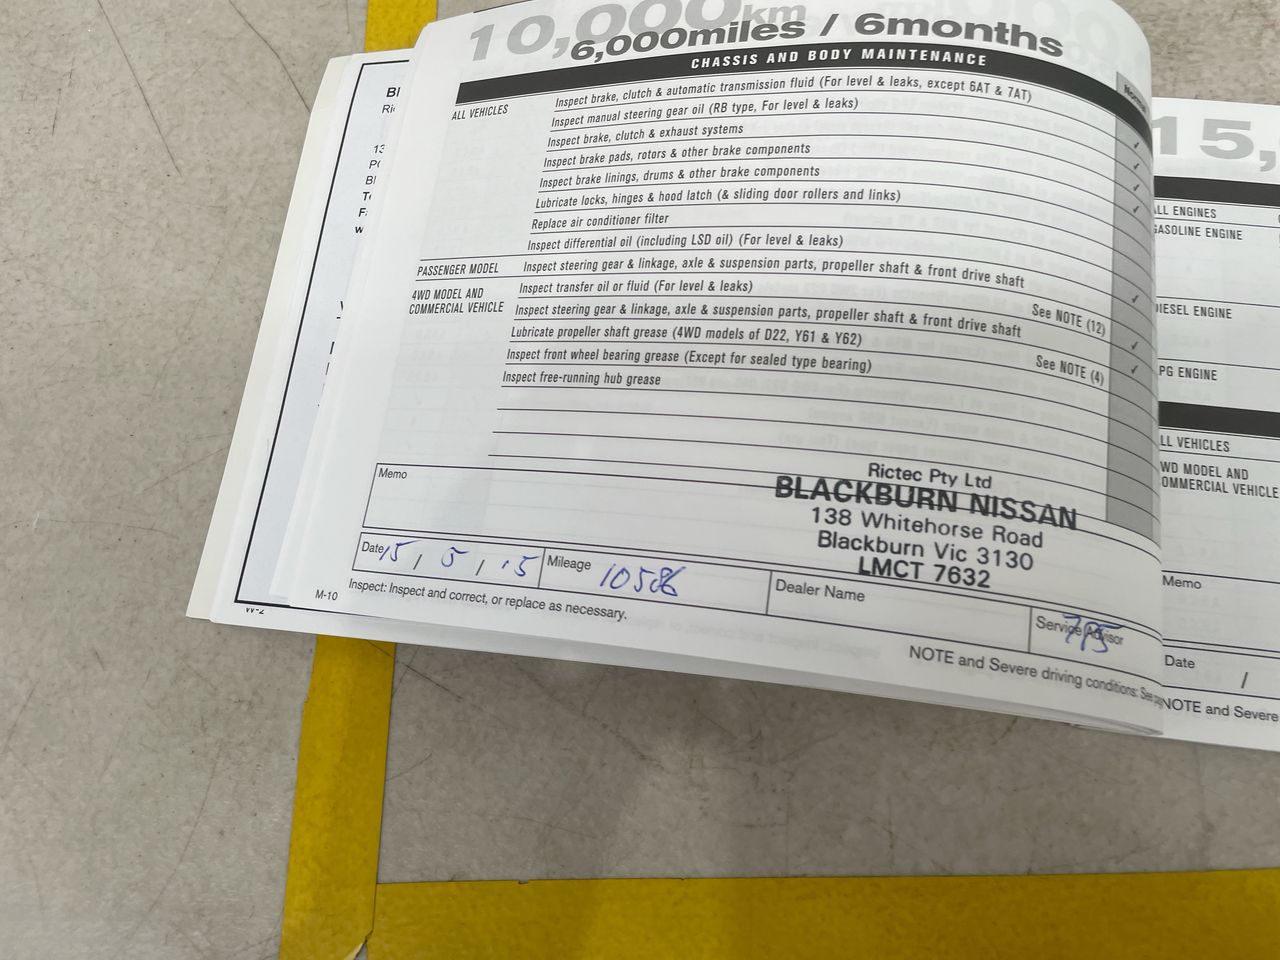 10,000km
6,000miles / 6months
CHASSIS AND BODY MAINTENANCE
ALL VEHICLES
Inspect brake, clutch & automatic transmission fluid (For level & leaks, except 6AT & 7AT)
Inspect manual steering gear oil (RB type, For level & leaks)
Inspect brake, clutch & exhaust systems
Inspect brake pads, rotors & other brake components
Inspect brake linings, drums & other brake components
Lubricate locks, hinges & hood latch (& sliding door rollers and links)
Replace air conditioner filter
Inspect differential oil (including LSD oil) (For level & leaks)
PASSENGER MODEL
Inspect steering gear & linkage, axle & suspension parts, propeller shaft & front drive shaft
4WD MODEL AND
COMMERCIAL VEHICLE
Inspect transfer oil or fluid (For level & leaks)
See NOTE (12)
Inspect steering gear & linkage, axle & suspension parts, propeller shaft & front drive shaft
Lubricate propeller shaft grease (4WD models of D22, Y61 & Y62)
See NOTE (4)
Inspect front wheel bearing grease (Except for sealed type bearing)
Inspect free-running hub grease
Memo
Rictec Pty Ltd
BLACKBURN NISSAN
138 Whitehorse Road
Blackburn Vic 3130
LMCT 7632
Date 15 / 5 / 15
Mileage 10586
Dealer Name
Service Advisor
M-10
Inspect: Inspect and correct, or replace as necessary.
NOTE and Severe driving conditions: See
15,
ALL ENGINES
GASOLINE ENGINE
DIESEL ENGINE
LPG ENGINE
ALL VEHICLES
4WD MODEL AND
COMMERCIAL VEHICLE
Memo
Date /
NOTE and Severe